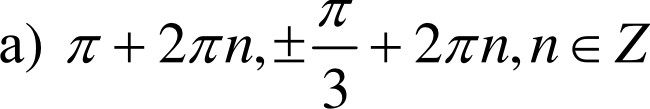 a) π + 2πn, ± π/3 + 2πn, n ∈ Z